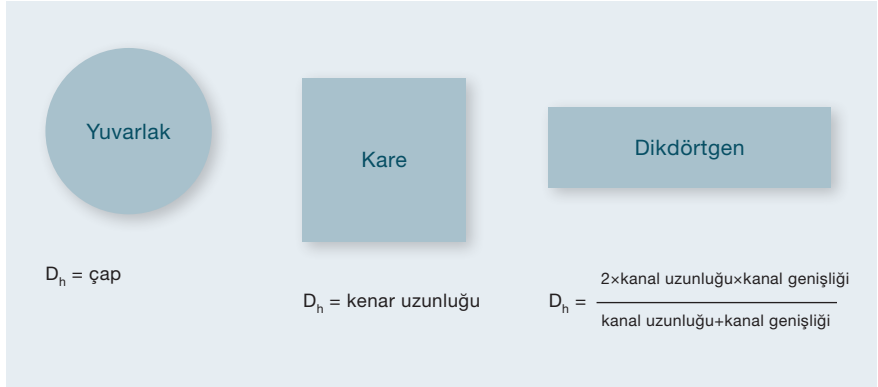 Yuvarlak
Kare
Dikdörtgen
Dₕ = çap
Dₕ = kenar uzunluğu
Dₕ = 2×kanal uzunluğu×kanal genişliği
kanal uzunluğu+kanal genişliği